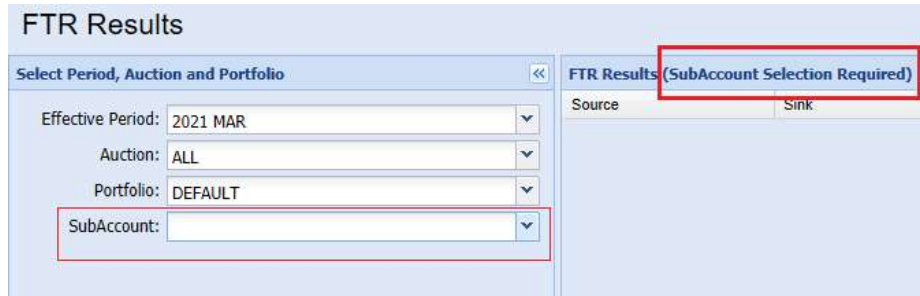 FTR Results
Select Period, Auction and Portfolio
Effective Period: 2021 MAR
Auction: ALL
Portfolio: DEFAULT
SubAccount:
FTR Results (SubAccount Selection Required)
Source Sink